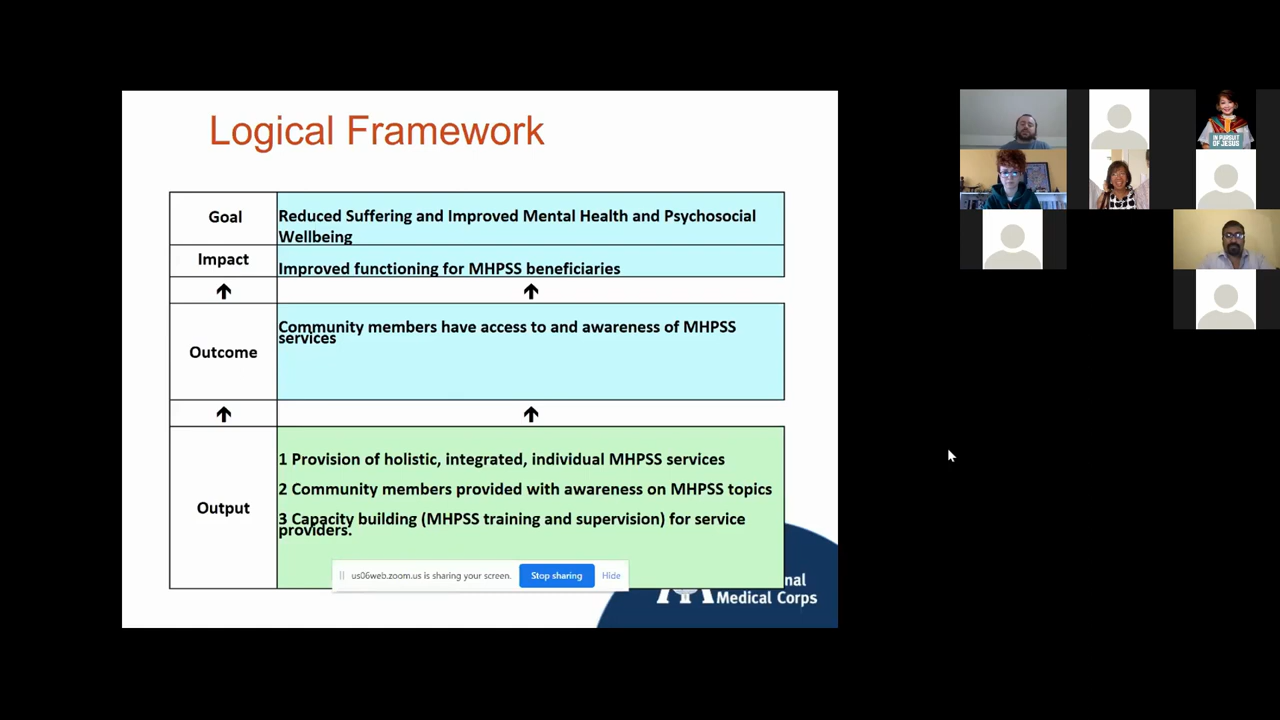 Logical Framework
Goal
Reduced Suffering and Improved Mental Health and Psychosocial
Wellbeing
Impact
Improved functioning for MHPSS beneficiaries
Outcome
Community members have access to and awareness of MHPSS
services
Output
1 Provision of holistic, integrated, individual MHPSS services
2 Community members provided with awareness on MHPSS topics
3 Capacity building (MHPSS training and supervision) for service
providers.
us06web.zoom.us is sharing your screen.
Stop sharing
Hide
nal
Medical Corps
IN PURSUIT
OF JESUS